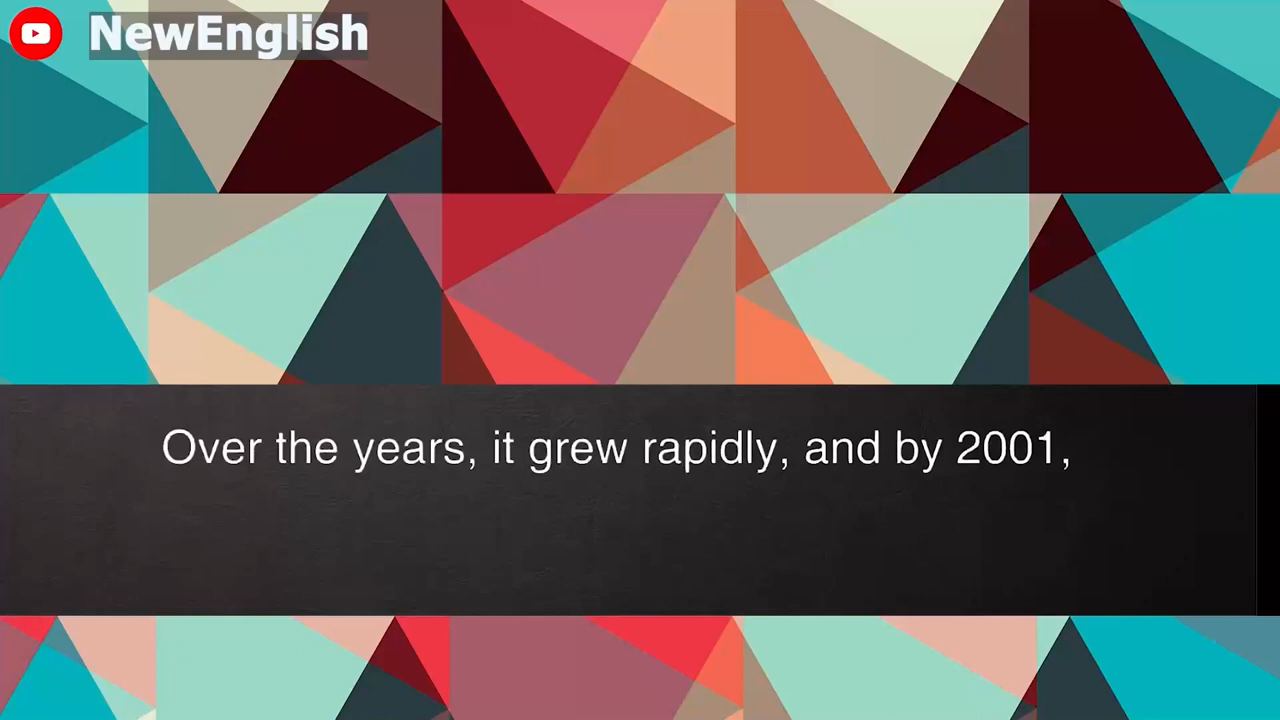 NewEnglish
Over the years, it grew rapidly, and by 2001,